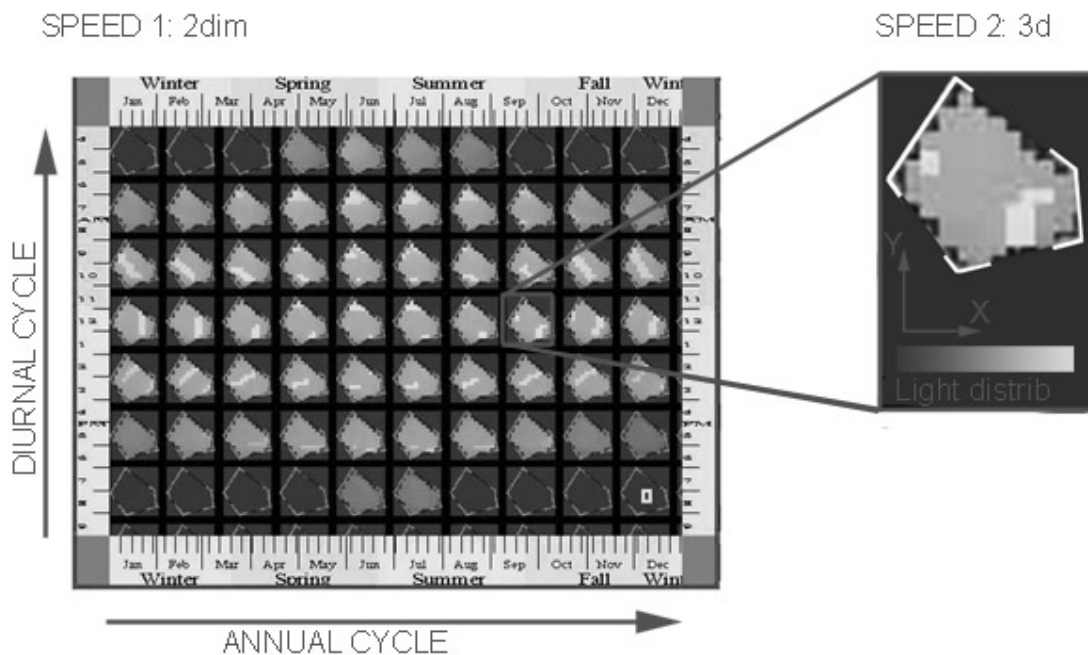 SPEED 1: 2dim
SPEED 2: 3d
Winter Spring Summer Fall Wint
Jan Feb Mar Apr May Jun Jul Aug Sep Oct Nov Dec
DIURNAL CYCLE
Y
X
Light distrib
Jan Feb Mar Apr May Jun Jul Aug Sep Oct Nov Dec
Winter Spring Summer Fall Wint
ANNUAL CYCLE